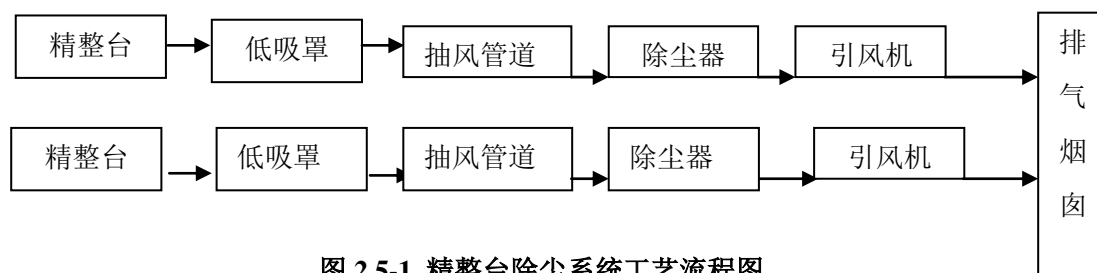 精整台 低吸罩 抽风管道 除尘器 引风机
精整台 低吸罩 抽风管道 除尘器 引风机
排气烟囱
图 2.5-1 精整台除尘系统工艺流程图